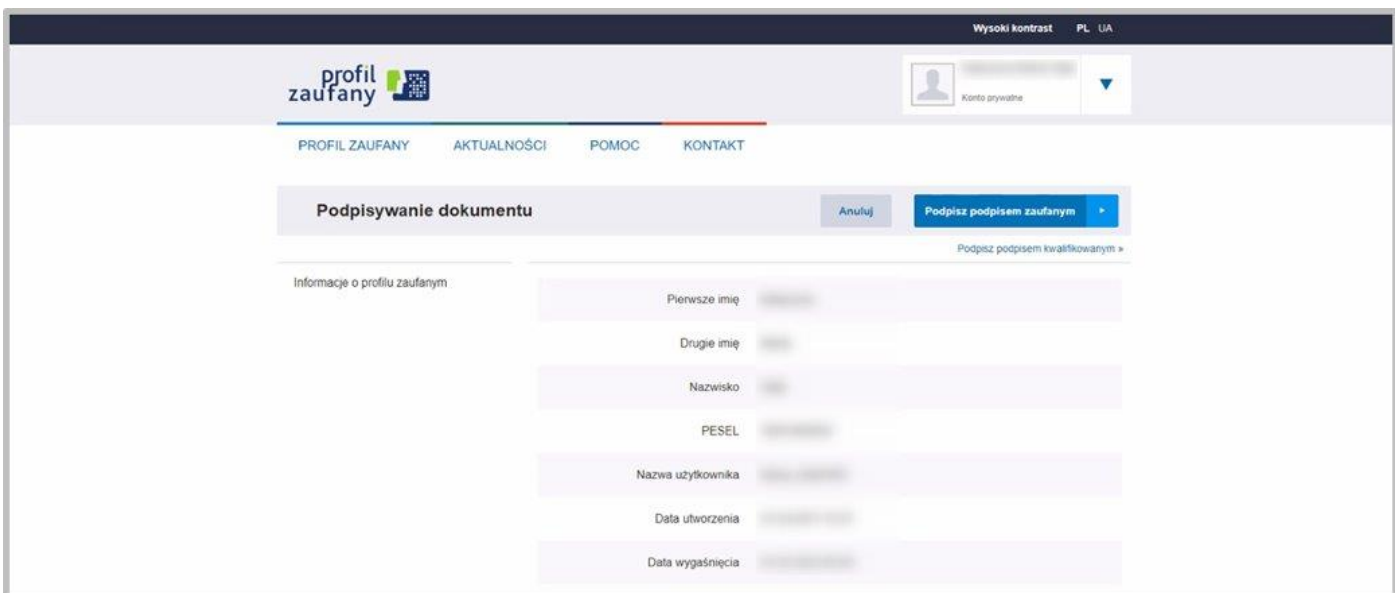 Wysoki kontrast PL UA
profil
zaufany
Konto prywatne
PROFIL ZAUFANY AKTUALNOŚCI POMOC KONTAKT
Podpisywanie dokumentu Anuluj Podpisz podpisem zaufanym
Podpisz podpisem kwalifikowanym »
Informacje o profilu zaufanym
Pierwsze imię
Drugie imię
Nazwisko
PESEL
Nazwa użytkownika
Data utworzenia
Data wygaśnięcia